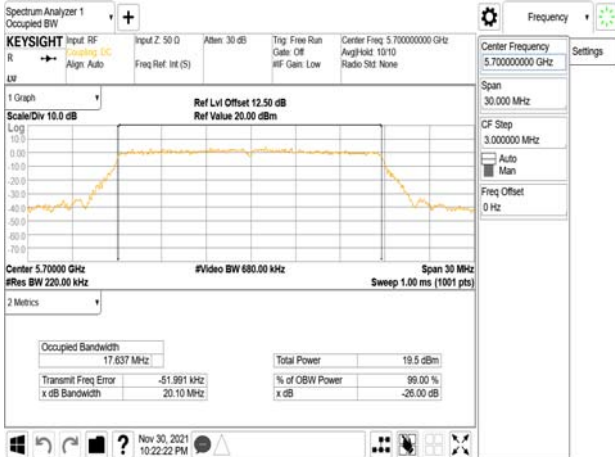 Spectrum Analyzer 1
Occupied BW
+
Frequency
KEYSIGHT
R
LXI
Input: RF
Coupling: DC
Align: Auto
Input Z: 50 Ω
Freq Ref: Int (S)
Atten: 30 dB
Trig: Free Run
Gate: Off
#IF Gain: Low
Center Freq: 5.700000000 GHz
Avg|Hold: 10/10
Radio Std: None
Center Frequency
5.700000000 GHz
Settings
Span
30.000 MHz
CF Step
3.000000 MHz
Auto
Man
Freq Offset
0 Hz
1 Graph
Scale/Div 10.0 dB
Ref Lvl Offset 12.50 dB
Ref Value 20.00 dBm
Log
10.0
0.00
-10.0
-20.0
-30.0
-40.0
-50.0
-60.0
-70.0
Center 5.70000 GHz
#Res BW 220.00 kHz
#Video BW 680.00 kHz
Span 30 MHz
Sweep 1.00 ms (1001 pts)
2 Metrics
Occupied Bandwidth
17.637 MHz
Total Power 19.5 dBm
Transmit Freq Error -51.991 kHz
x dB Bandwidth 20.10 MHz
% of OBW Power 99.00 %
x dB -26.00 dB
?
Nov 30, 2021
10:22:22 PM